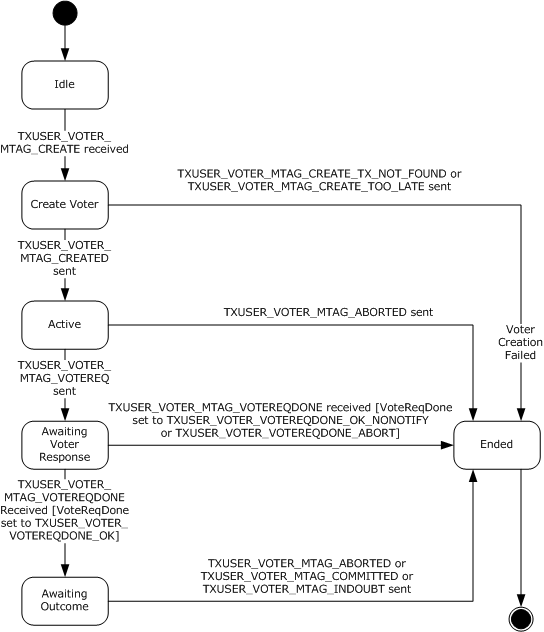 Idle
TXUSER_VOTER_
MTAG_CREATE received
TXUSER_VOTER_MTAG_CREATE_TX_NOT_FOUND or
TXUSER_VOTER_MTAG_CREATE_TOO_LATE sent
Create Voter
TXUSER_VOTER_
MTAG_CREATED
sent
TXUSER_VOTER_MTAG_ABORTED sent
Active
Voter
Creation
Failed
TXUSER_VOTER_
MTAG_VOTEREQ
sent
TXUSER_VOTER_MTAG_VOTEREQDONE received [VoteReqDone
set to TXUSER_VOTER_VOTEREQDONE_OK_NONOTIFY
or TXUSER_VOTER_VOTEREQDONE_ABORT]
Awaiting
Voter
Response
Ended
TXUSER_VOTER_
MTAG_VOTEREQDONE
Received [VoteReqDone
set to TXUSER_VOTER_
VOTEREQDONE_OK]
TXUSER_VOTER_MTAG_ABORTED or
TXUSER_VOTER_MTAG_COMMITTED or
TXUSER_VOTER_MTAG_INDOUBT sent
Awaiting
Outcome